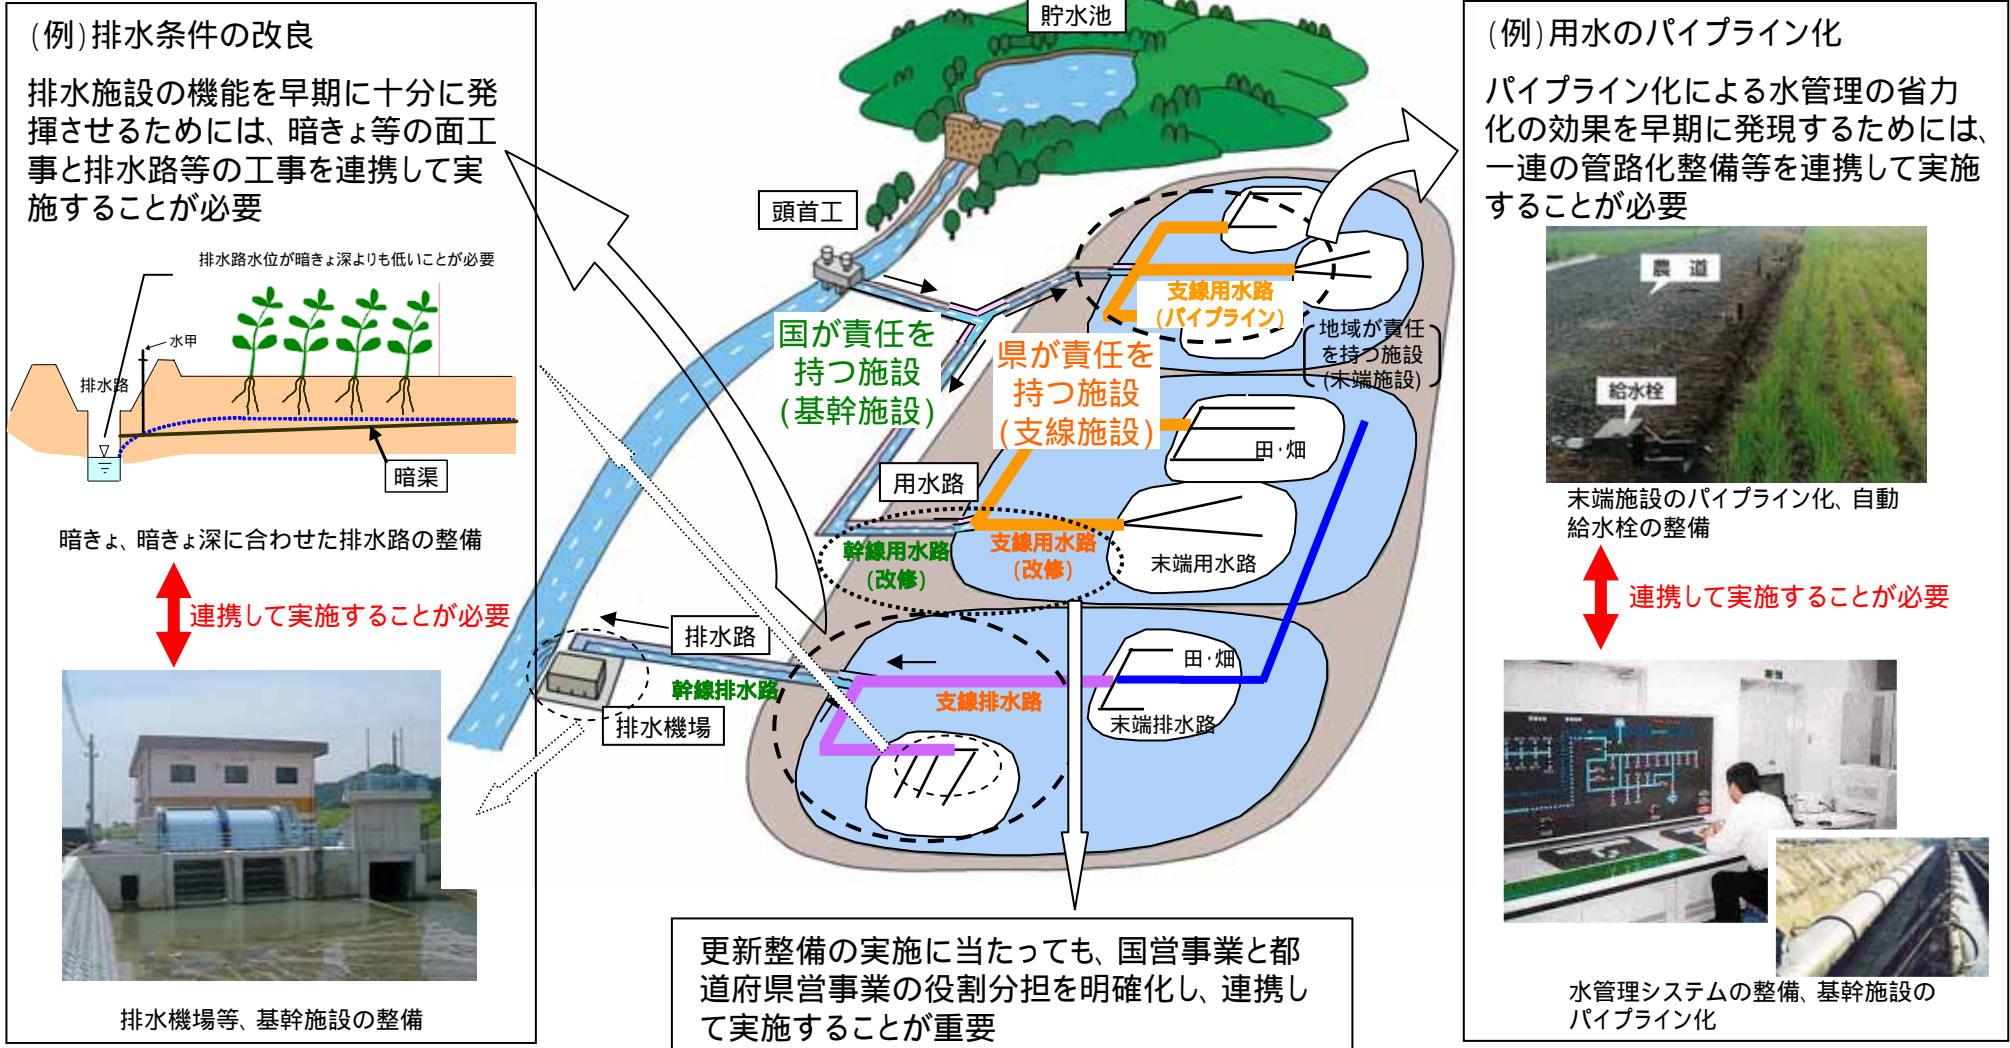 (例)排水条件の改良
排水施設の機能を早期に十分に発
揮させるためには、暗きょ等の面工
事と排水路等の工事を連携して実
施することが必要
排水路水位が暗きょ深よりも低いことが必要
水甲
排水路
暗渠
暗きょ、暗きょ深に合わせた排水路の整備
連携して実施することが必要
排水機場等、基幹施設の整備
貯水池
頭首工
国が責任を
持つ施設
(基幹施設)
県が責任を
持つ施設
(支線施設)
支線用水路
(パイプライン)
地域が責任
を持つ施設
(末端施設)
田・畑
用水路
幹線用水路
(改修)
支線用水路
(改修)
末端用水路
排水路
幹線排水路
排水機場
支線排水路
田・畑
末端排水路
更新整備の実施に当たっても、国営事業と都
道府県営事業の役割分担を明確化し、連携し
て実施することが重要
(例)用水のパイプライン化
パイプライン化による水管理の省力
化の効果を早期に発現するためには、
一連の管路化整備等を連携して実施
することが必要
農 道
給水栓
末端施設のパイプライン化、自動
給水栓の整備
連携して実施することが必要
水管理システムの整備、基幹施設の
パイプライン化